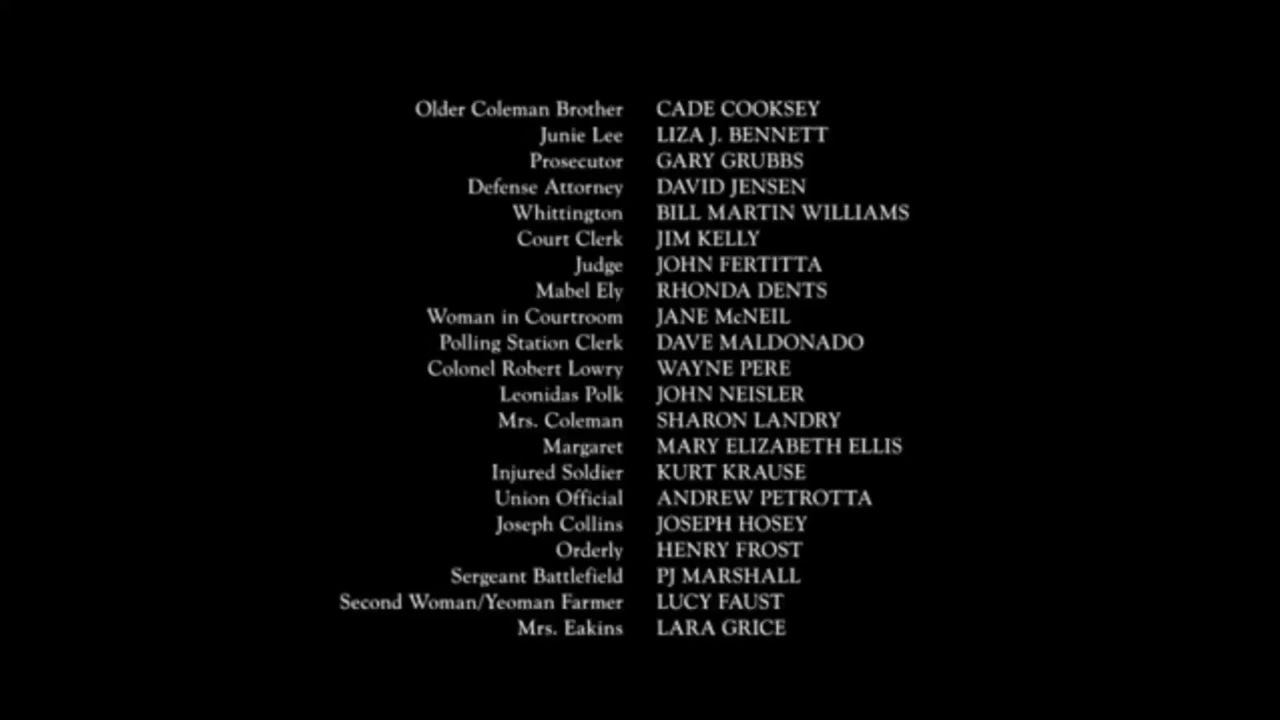 Older Coleman Brother CADE COOKSEY
Junie Lee LIZA J. BENNETT
Prosecutor GARY GRUBBS
Defense Attorney DAVID JENSEN
Whittington BILL MARTIN WILLIAMS
Court Clerk JIM KELLY
Judge JOHN FERTITTA
Mabel Ely RHONDA DENTS
Woman in Courtroom JANE McNEIL
Polling Station Clerk DAVE MALDONADO
Colonel Robert Lowry WAYNE PERE
Leonidas Polk JOHN NEISLER
Mrs. Coleman SHARON LANDRY
Margaret MARY ELIZABETH ELLIS
Injured Soldier KURT KRAUSE
Union Official ANDREW PETROTTA
Joseph Collins JOSEPH HOSEY
Orderly HENRY FROST
Sergeant Battlefield PJ MARSHALL
Second Woman/Yeoman Farmer LUCY FAUST
Mrs. Eakins LARA GRICE